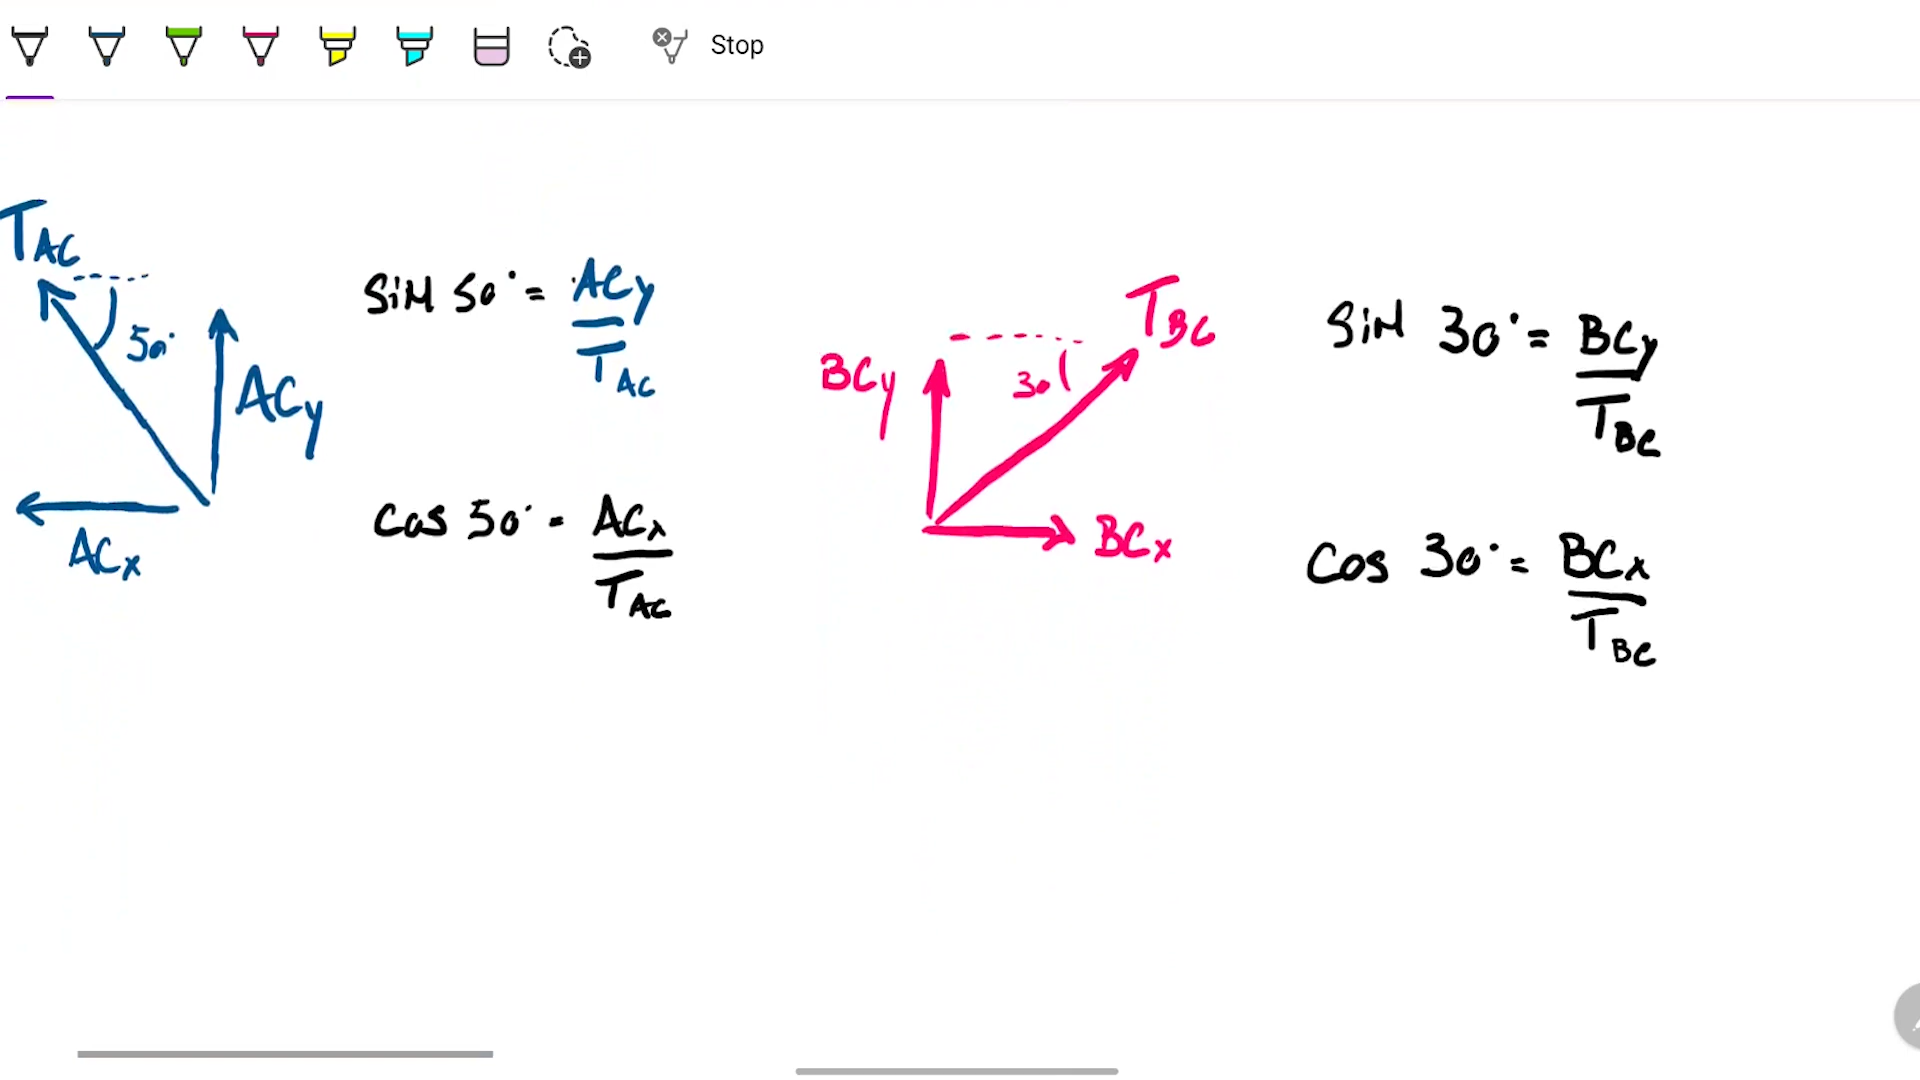 Stop
TAC
50°
ACy
ACx
Sin 50° = ACy
TAC
Cos 50° = ACx
TAC
TBC
BCy
30
BCx
Sin 30° = BCy
TBC
Cos 30° = BCx
TBC